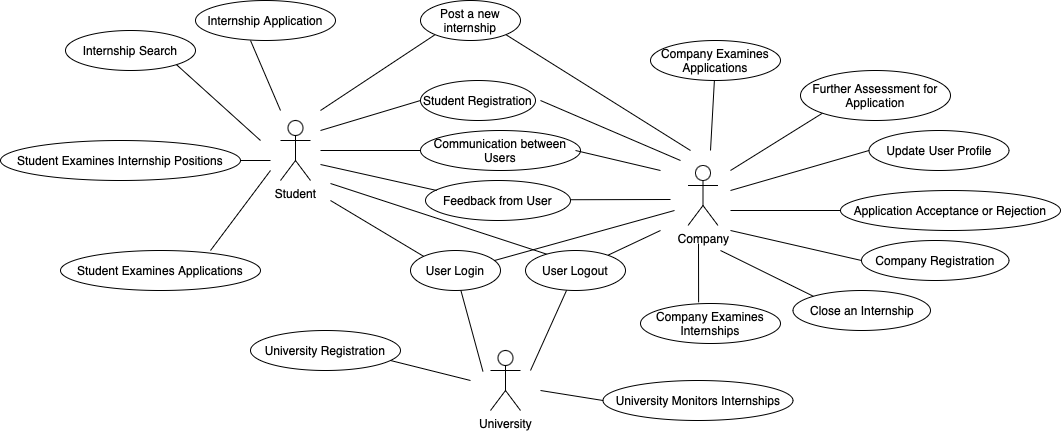 Internship Application
Post a new
internship
Internship Search
Company Examines
Applications
Further Assessment for
Application
Student Registration
Communication between
Users
Update User Profile
Student Examines Internship Positions
Student
Feedback from User
Application Acceptance or Rejection
Company
Student Examines Applications
User Login
User Logout
Company Registration
Close an Internship
Company Examines
Internships
University Registration
University Monitors Internships
University